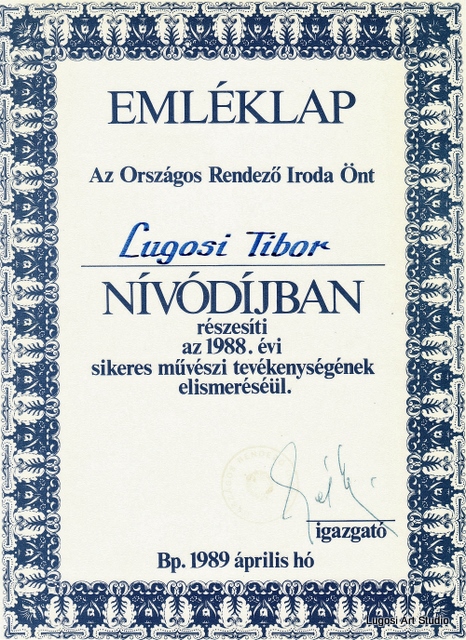 EMLÉKLAP
Az Országos Rendező Iroda Önt
Lugosi Tibor
NÍVÓDÍJBAN
részesíti
az 1988. évi
sikeres művészi tevékenységének
elismeréséül.
igazgató
Bp. 1989 április hó
Lugosi Art Studio